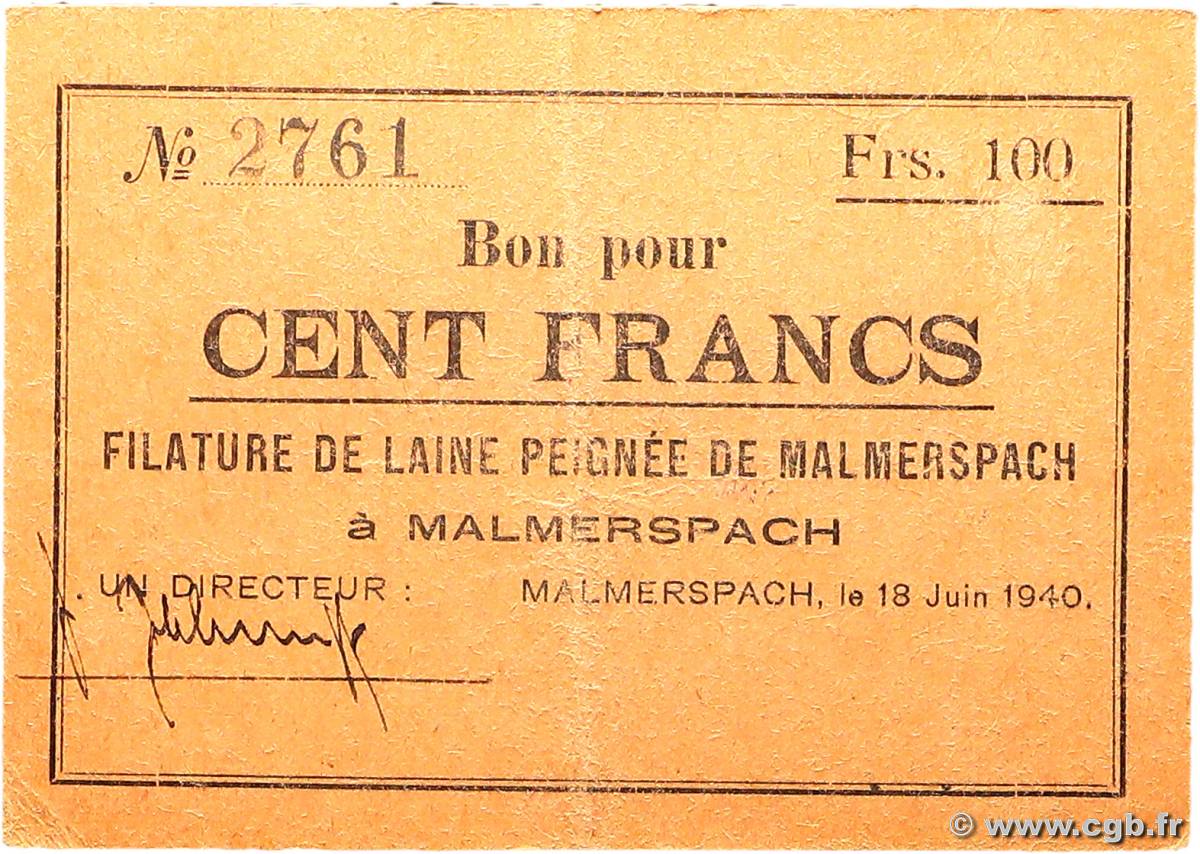 No 2761
Frs. 100
Bon pour
CENT FRANCS
FILATURE DE LAINE PEIGNÉE DE MALMERSPACH
à MALMERSPACH
UN DIRECTEUR :
MALMERSPACH, le 18 Juin 1940.
© www.cgb.fr